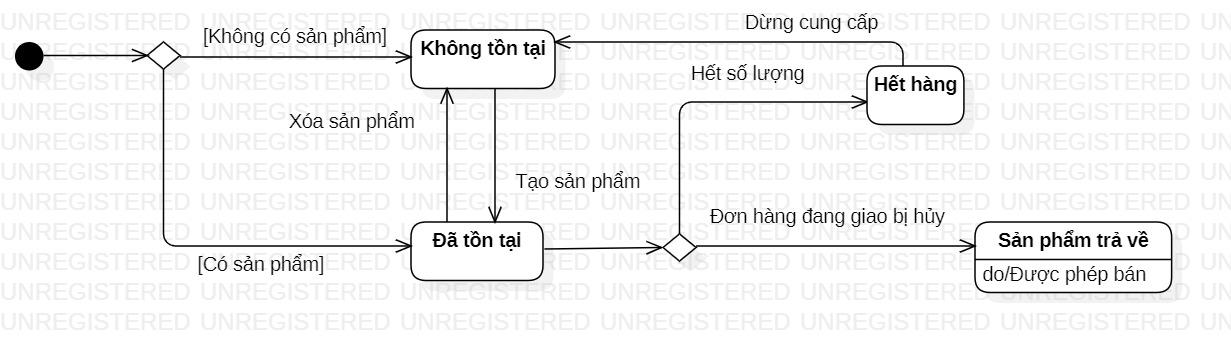 Dừng cung cấp
[Không có sản phẩm]
Không tồn tại
Hết số lượng
Hết hàng
Xóa sản phẩm
Tạo sản phẩm
Đơn hàng đang giao bị hủy
Đã tồn tại
Sản phẩm trả về
[Có sản phẩm]
do/Được phép bán
UNREGISTERED UNREGISTERED UNREGISTERED UNREGISTERED UNREGISTERED UNREGISTERED